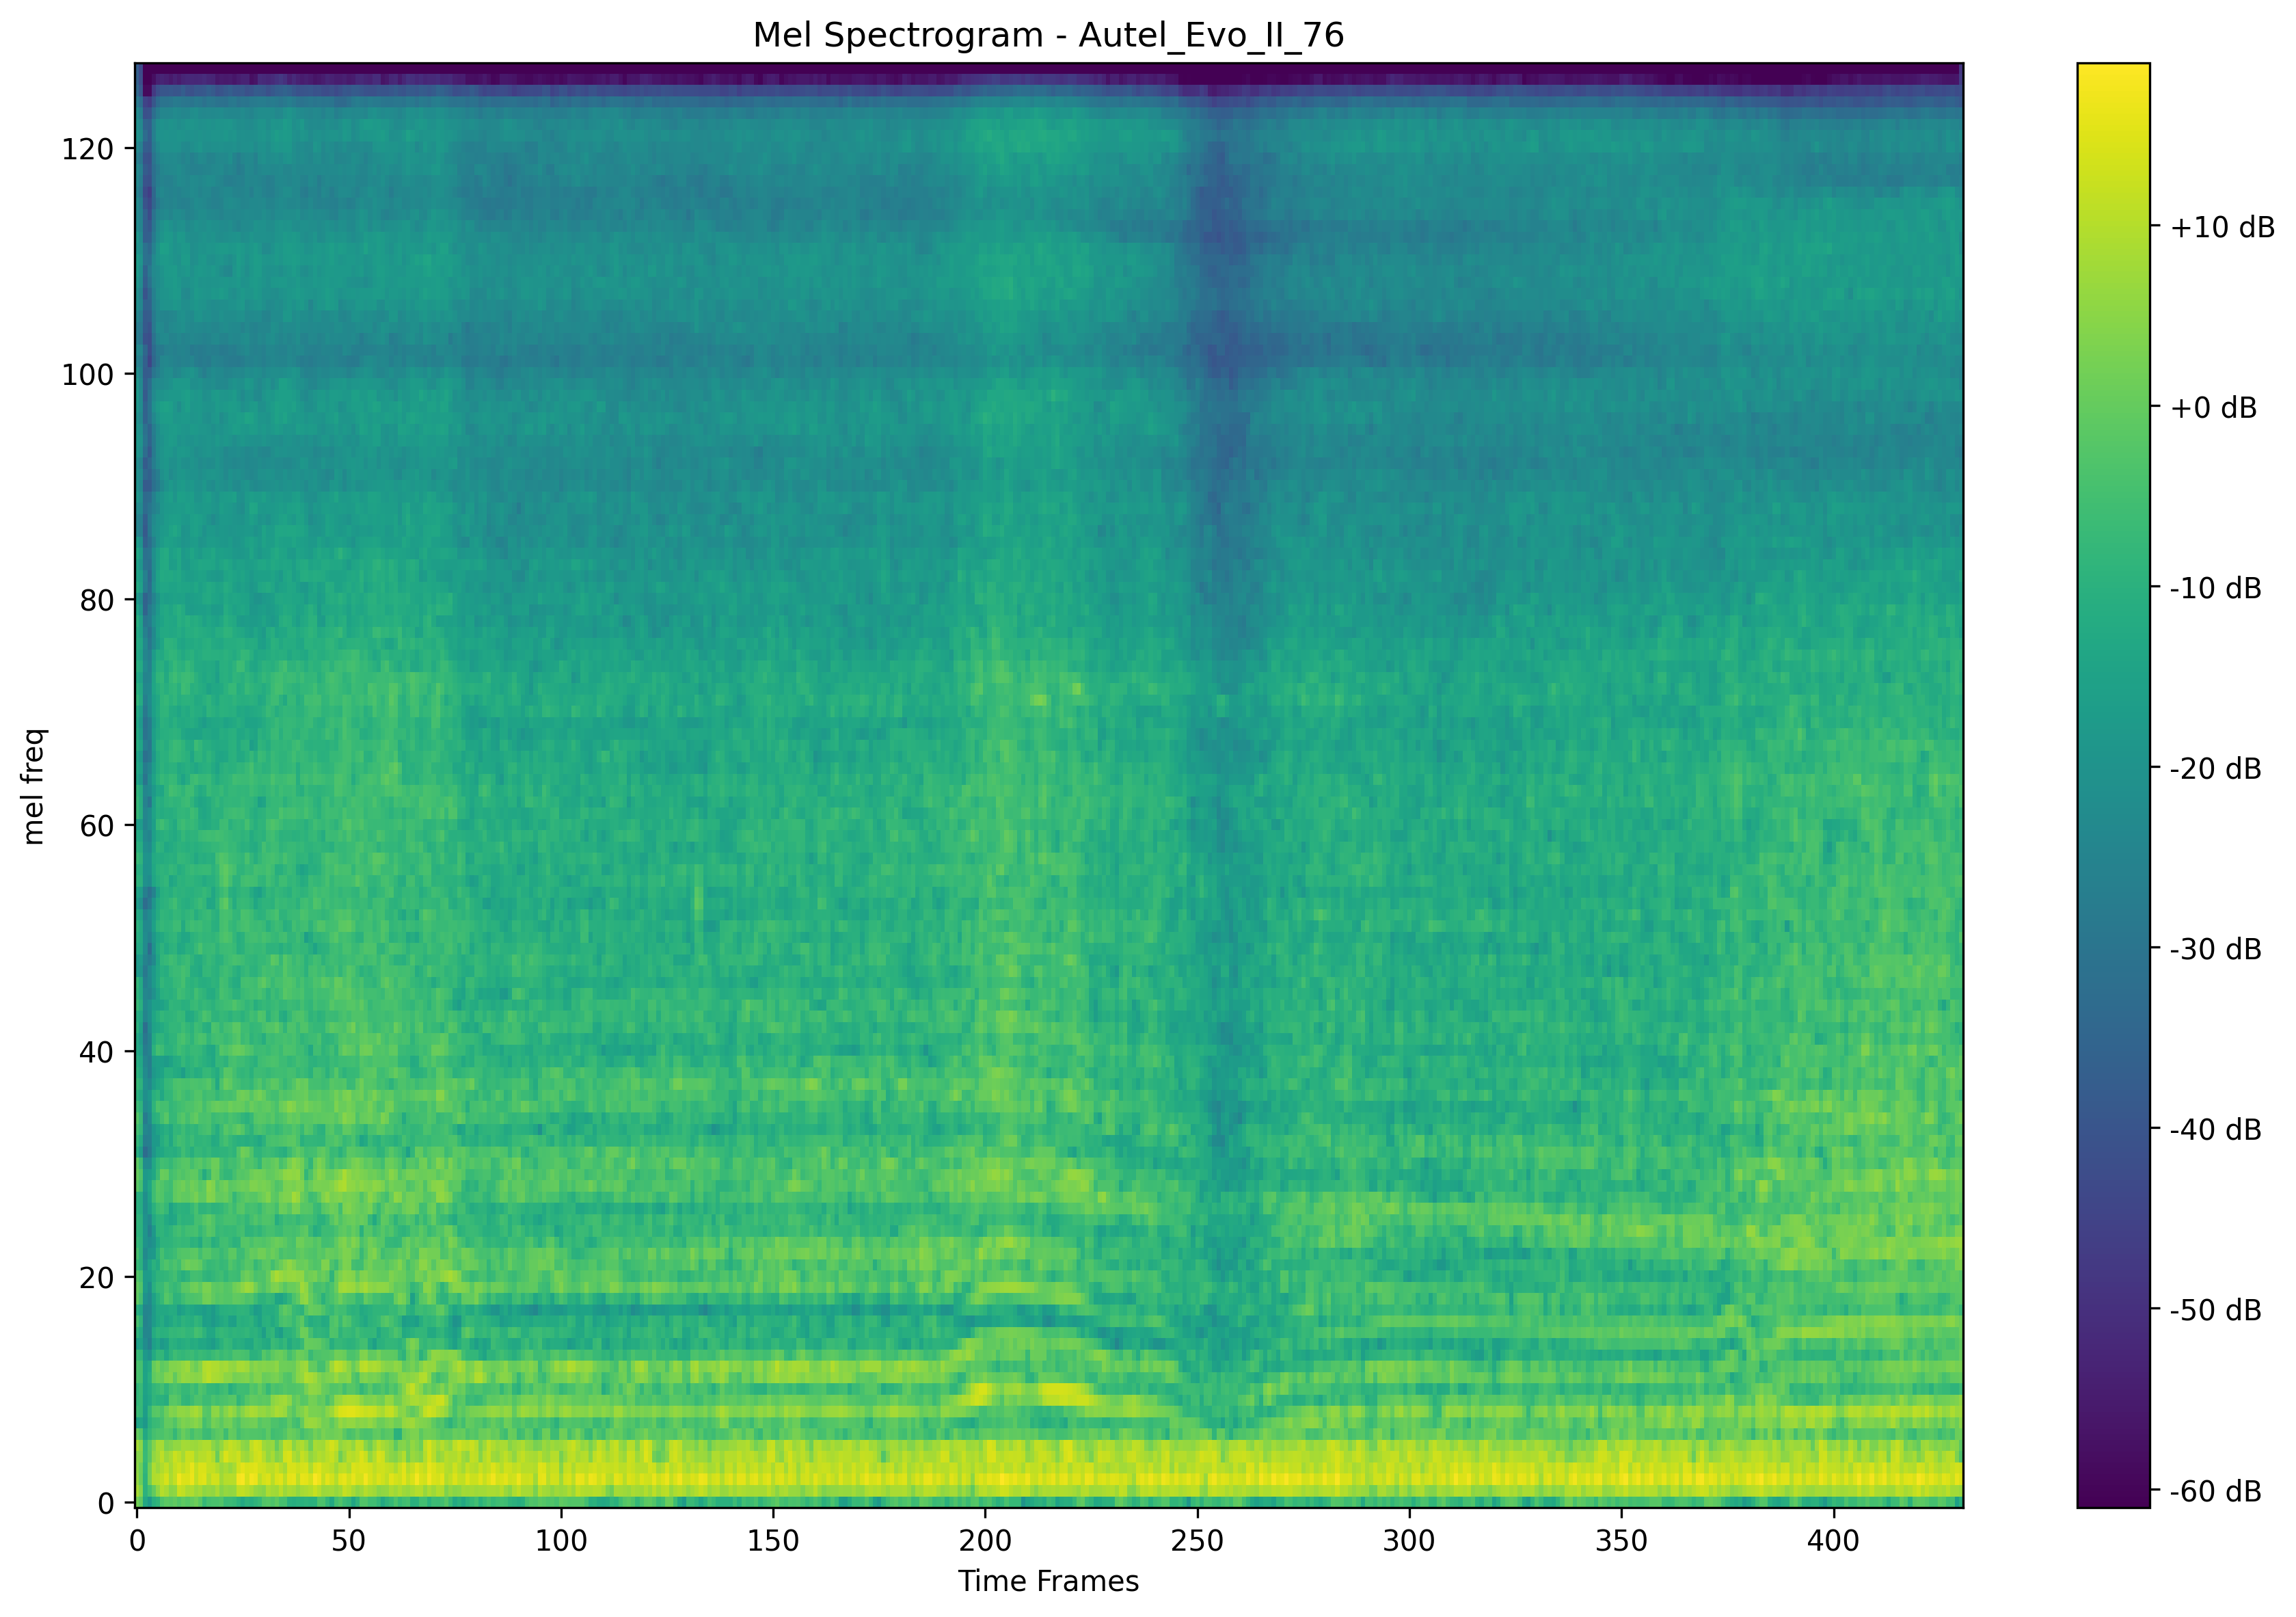 Mel Spectrogram - Autel_Evo_II_76
120
100
80
60
40
20
0
mel freq
0
50
100
150
200
250
300
350
400
Time Frames
+10 dB
+0 dB
-10 dB
-20 dB
-30 dB
-40 dB
-50 dB
-60 dB